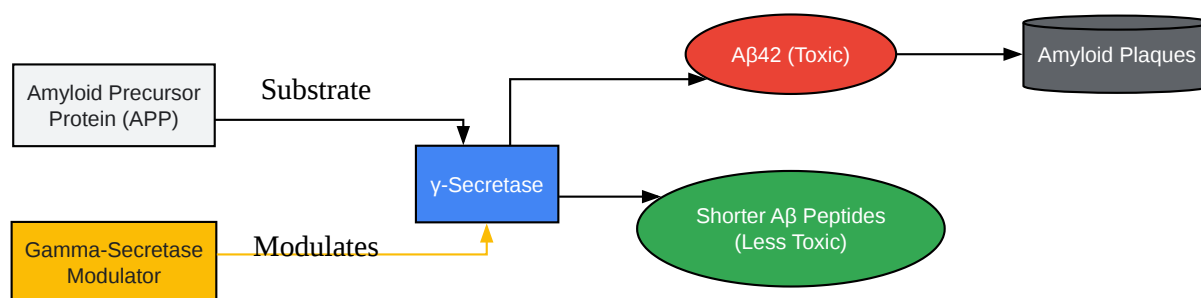 Amyloid Precursor
Protein (APP)
Substrate
γ-Secretase
Aβ42 (Toxic)
Amyloid Plaques
Shorter Aβ Peptides
(Less Toxic)
Gamma-Secretase
Modulator
Modulates